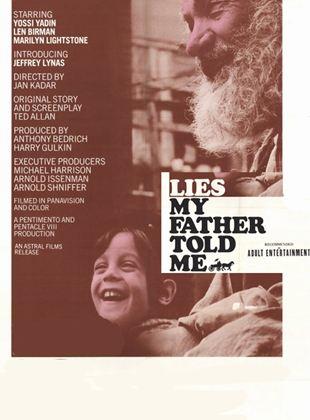 STARRING
YOSSI YADIN
LEN BIRMAN
MARILYN LIGHTSTONE
INTRODUCING
JEFFREY LYNAS
DIRECTED BY
JAN KADAR
ORIGINAL STORY
AND SCREENPLAY
TED ALLAN
PRODUCED BY
ANTHONY BEDRICH
HARRY GULKIN
EXECUTIVE PRODUCERS
MICHAEL HARRISON
ARNOLD ISSENMAN
ARNOLD SHNIFFER
FILMED IN PANAVISION
AND COLOR
A PENTIMENTO AND
PENTACLE VIII
PRODUCTION
AN ASTRAL FILMS
RELEASE
LIES
MY
FATHER
TOLD
ME
RECOMMENDED
ADULT ENTERTAINMENT